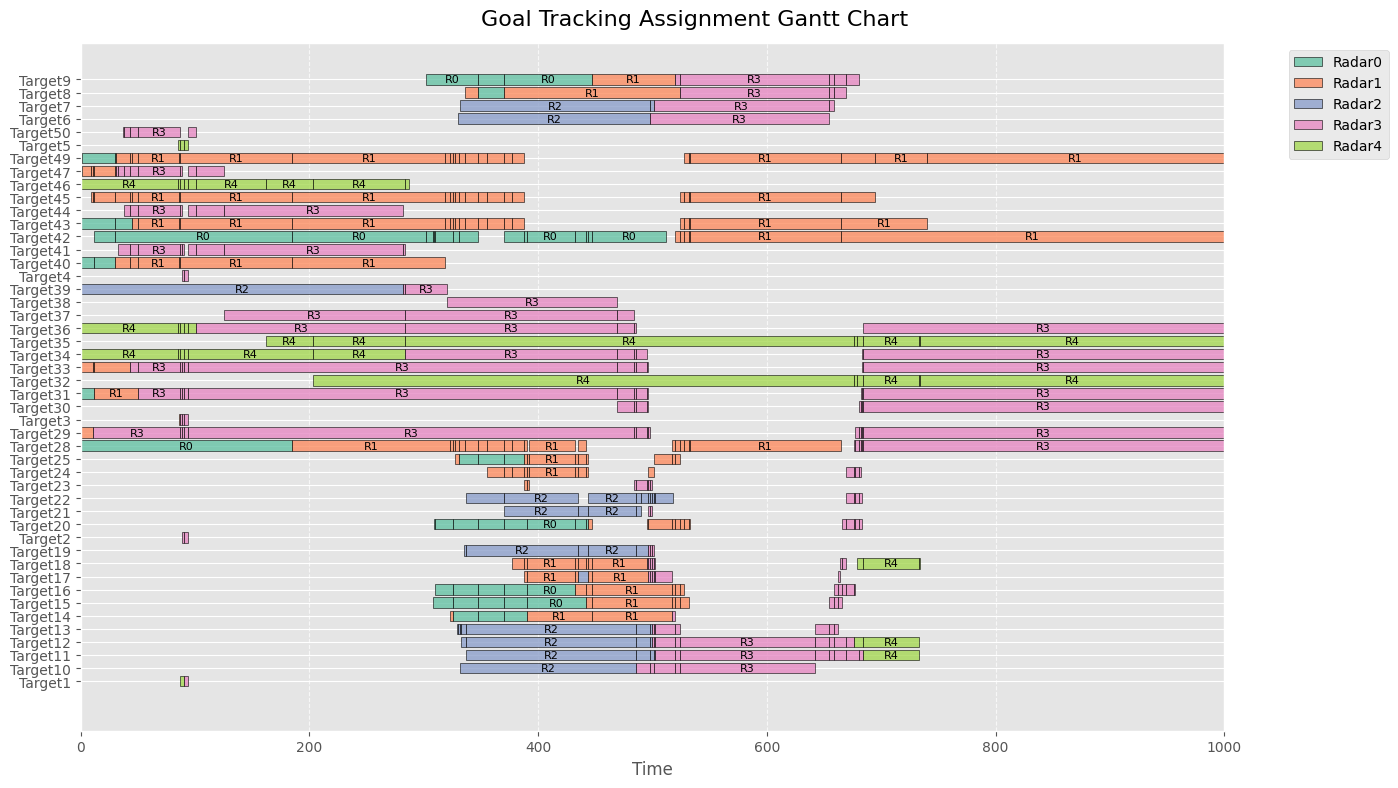 Goal Tracking Assignment Gantt Chart
Radar0
Radar1
Radar2
Radar3
Radar4
Target9 R0 R0 R1 R3
Target8 R1 R3
Target7 R2 R3
Target6 R2 R3
Target50 R3
Target5
Target49 R1 R1 R1 R1 R1 R1
Target47 R3
Target46 R4 R4 R4 R4
Target45 R1 R1 R1 R1
Target44 R3 R3
Target43 R1 R1 R1 R1 R1
Target42 R0 R0 R0 R0 R1 R1
Target41 R3 R3
Target40 R1 R1 R1
Target4
Target39 R2 R3
Target38 R3
Target37 R3 R3
Target36 R4 R3 R3 R3
Target35 R4 R4 R4 R4 R4
Target34 R4 R4 R4 R3 R3
Target33 R3 R3 R3
Target32 R4 R4 R4
Target31 R1 R3 R3 R3
Target30 R3
Target3
Target29 R3 R3 R3
Target28 R0 R1 R1 R1 R3
Target25 R1
Target24 R1
Target23
Target22 R2 R2
Target21 R2 R2
Target20 R0
Target2
Target19 R2 R2
Target18 R1 R1 R4
Target17 R1 R1
Target16 R0 R1
Target15 R0 R1
Target14 R1 R1
Target13 R2
Target12 R2 R3 R4
Target11 R2 R3 R4
Target10 R2 R3
Target1
0 200 400 600 800 1000
Time